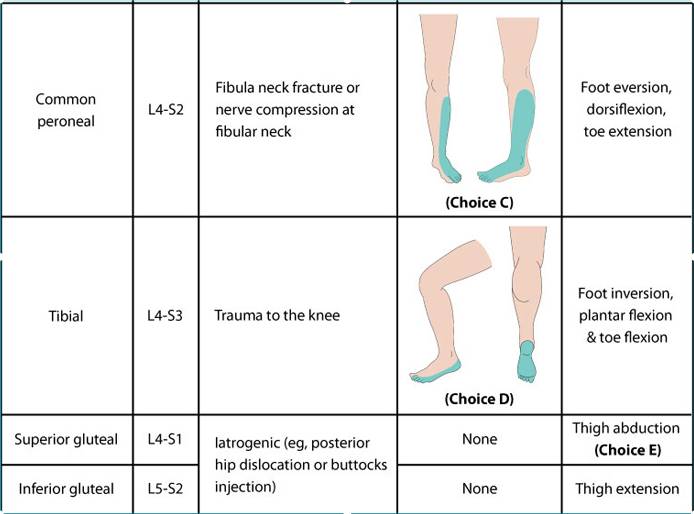 Common
peroneal
L4-S2
Fibula neck fracture or
nerve compression at
fibular neck
(Choice C)
Foot eversion,
dorsiflexion,
toe extension
Tibial
L4-S3
Trauma to the knee
(Choice D)
Foot inversion,
plantar flexion
& toe flexion
Superior gluteal
L4-S1
Iatrogenic (eg, posterior
hip dislocation or buttocks
injection)
None
Thigh abduction
(Choice E)
Inferior gluteal
L5-S2
None
Thigh extension